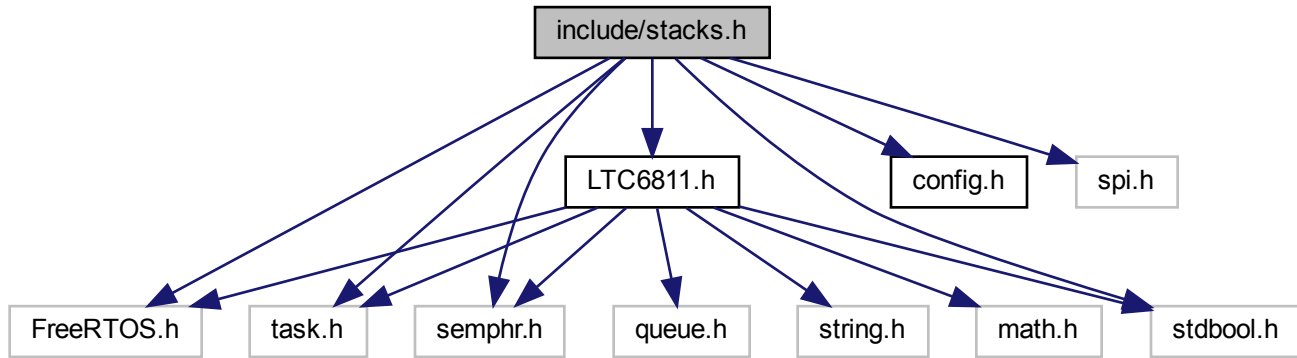 include/stacks.h
LTC6811.h
config.h
spi.h
FreeRTOS.h
task.h
semphr.h
queue.h
string.h
math.h
stdbool.h